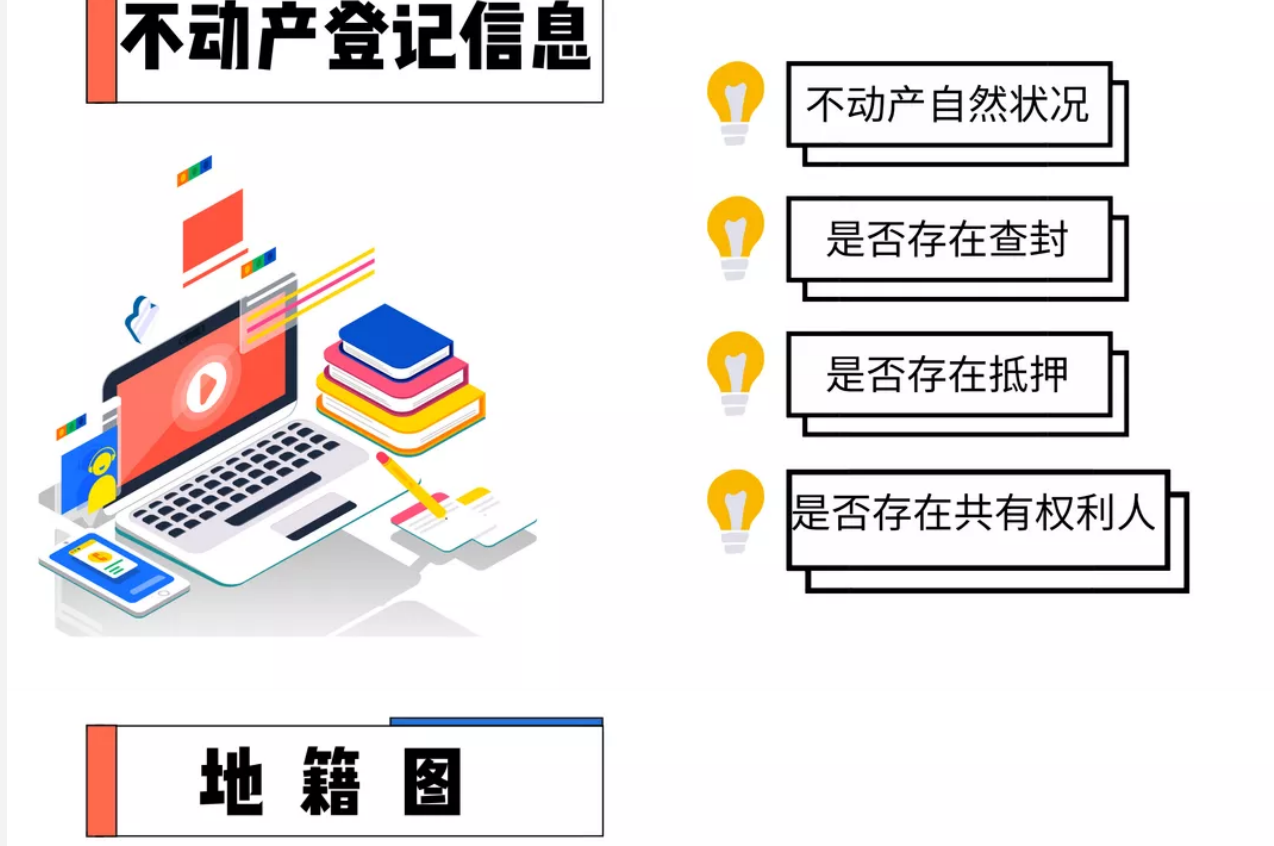 不动产登记信息
不动产自然状况
是否存在查封
是否存在抵押
是否存在共有权利人
地籍图